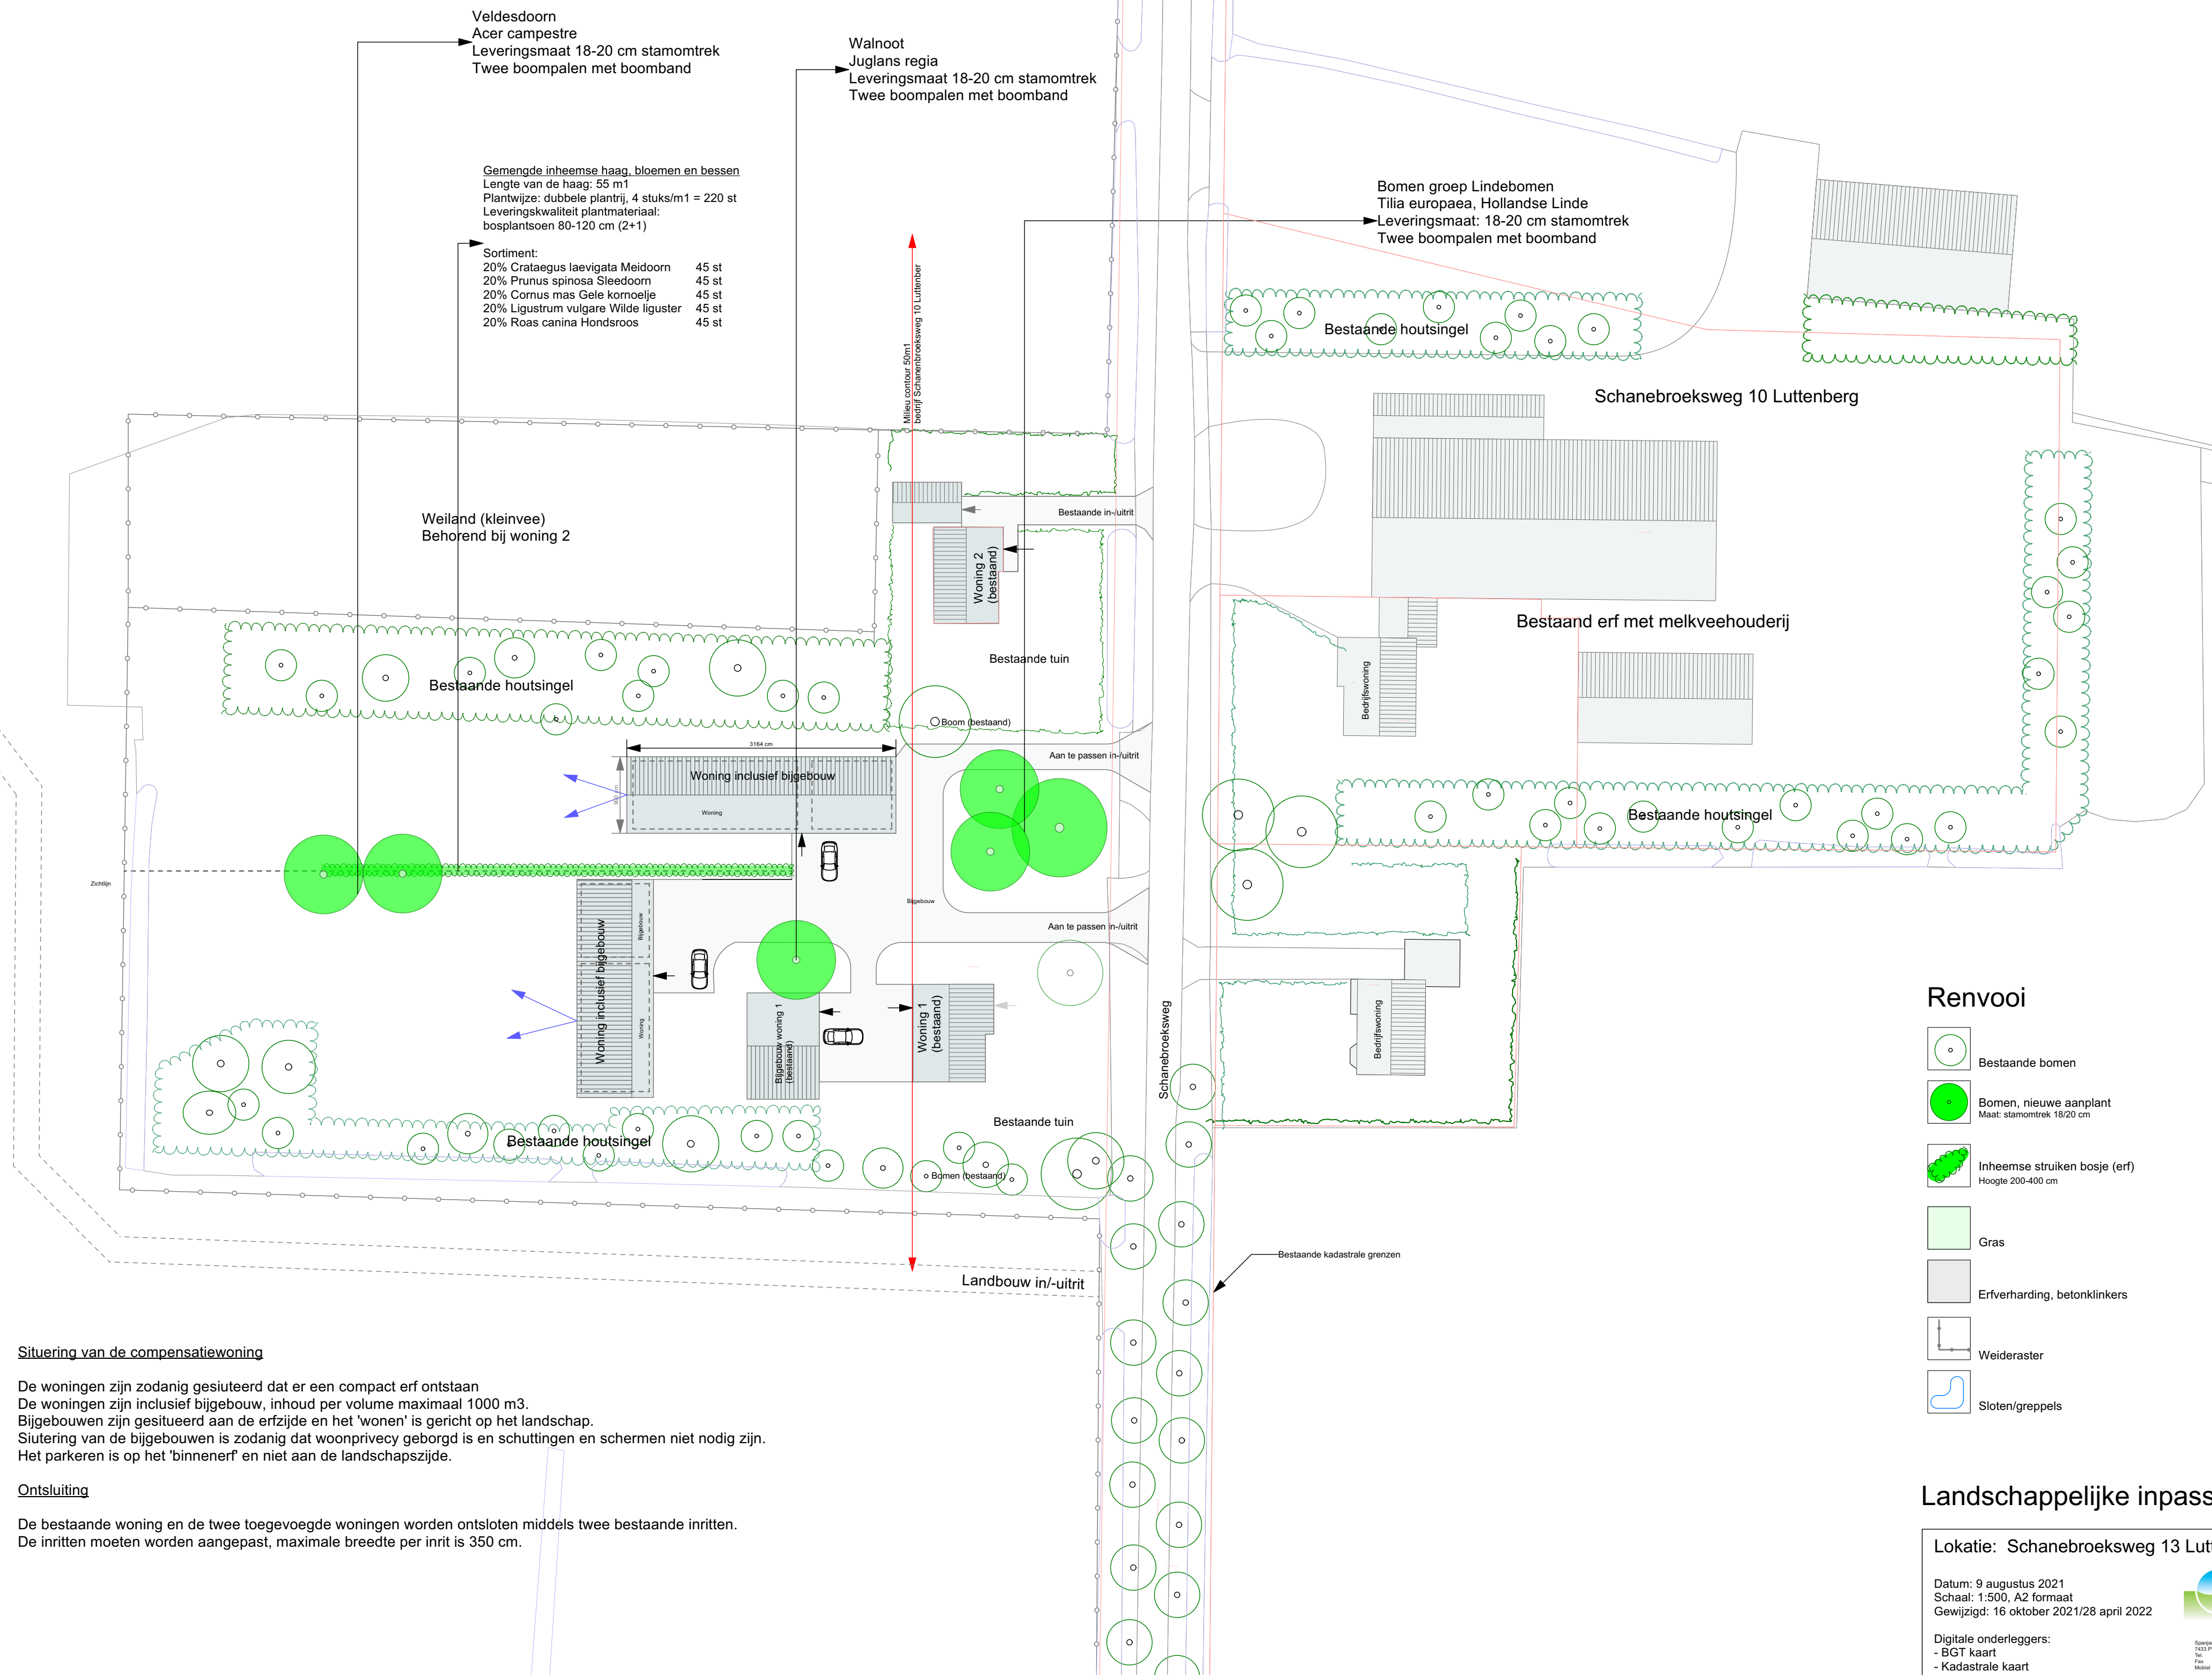 Veldesdoorn
Acer campestre
Leveringsmaat 18-20 cm stamomtrek
Twee boompalen met boomband
Walnoot
Juglans regia
Leveringsmaat 18-20 cm stamomtrek
Twee boompalen met boomband
Gemengde inheemse haag, bloemen en bessen
Lengte van de haag: 55 m1
Plantwijze: dubbele plantrij, 4 stuks/m1 = 220 st
Leveringskwaliteit plantmateriaal:
bosplantsoen 80-120 cm (2+1)
Sortiment:
20% Crataegus laevigata Meidoorn 45 st
20% Prunus spinosa Sleedoorn 45 st
20% Cornus mas Gele kornoelje 45 st
20% Ligustrum vulgare Wilde liguster 45 st
20% Roas canina Hondsroos 45 st
Bomen groep Lindebomen
Tilia europaea, Hollandse Linde
Leveringsmaat: 18-20 cm stamomtrek
Twee boompalen met boomband
Milieu contour 50m1
bedrijf Schanenbroeksweg 10 Luttenber
Bestaande houtsingel
Schanebroeksweg 10 Luttenberg
Weiland (kleinvee)
Behorend bij woning 2
Bestaande in-/uitrit
Woning 2
(bestaand)
Bestaand erf met melkveehouderij
Bestaande tuin
Bestaande houtsingel
Bedrijfswoning
Boom (bestaand)
3164 cm
Aan te passen in-/uitrit
Woning inclusief bijgebouw
Woning
Bestaande houtsingel
Zichtlijn
Bijgebouw
Bijgebouw
Aan te passen in-/uitrit
Woning inclusief bijgebouw
Woning
Bijgebouw woning 1
(bestaand)
Woning 1
(bestaand)
Schanebroeksweg
Bedrijfswoning
Bestaande tuin
Bestaande houtsingel
Bomen (bestaand)
Bestaande kadastrale grenzen
Landbouw in/-uitrit
Renvooi
Bestaande bomen
Bomen, nieuwe aanplant
Maat: stamomtrek 18/20 cm
Inheemse struiken bosje (erf)
Hoogte 200-400 cm
Gras
Erfverharding, betonklinkers
Weideraster
Sloten/greppels
Situering van de compensatiewoning
De woningen zijn zodanig gesiuteerd dat er een compact erf ontstaan
De woningen zijn inclusief bijgebouw, inhoud per volume maximaal 1000 m3.
Bijgebouwen zijn gesitueerd aan de erfzijde en het 'wonen' is gericht op het landschap.
Siutering van de bijgebouwen is zodanig dat woonprivecy geborgd is en schuttingen en schermen niet nodig zijn.
Het parkeren is op het 'binnenerf' en niet aan de landschapszijde.
Ontsluiting
De bestaande woning en de twee toegevoegde woningen worden ontsloten middels twee bestaande inritten.
De inritten moeten worden aangepast, maximale breedte per inrit is 350 cm.
Landschappelijke inpass
Lokatie: Schanebroeksweg 13 Lutt
Datum: 9 augustus 2021
Schaal: 1:500, A2 formaat
Gewijzigd: 16 oktober 2021/28 april 2022
Digitale onderleggers:
- BGT kaart
- Kadastrale kaart
Tel.
Fax